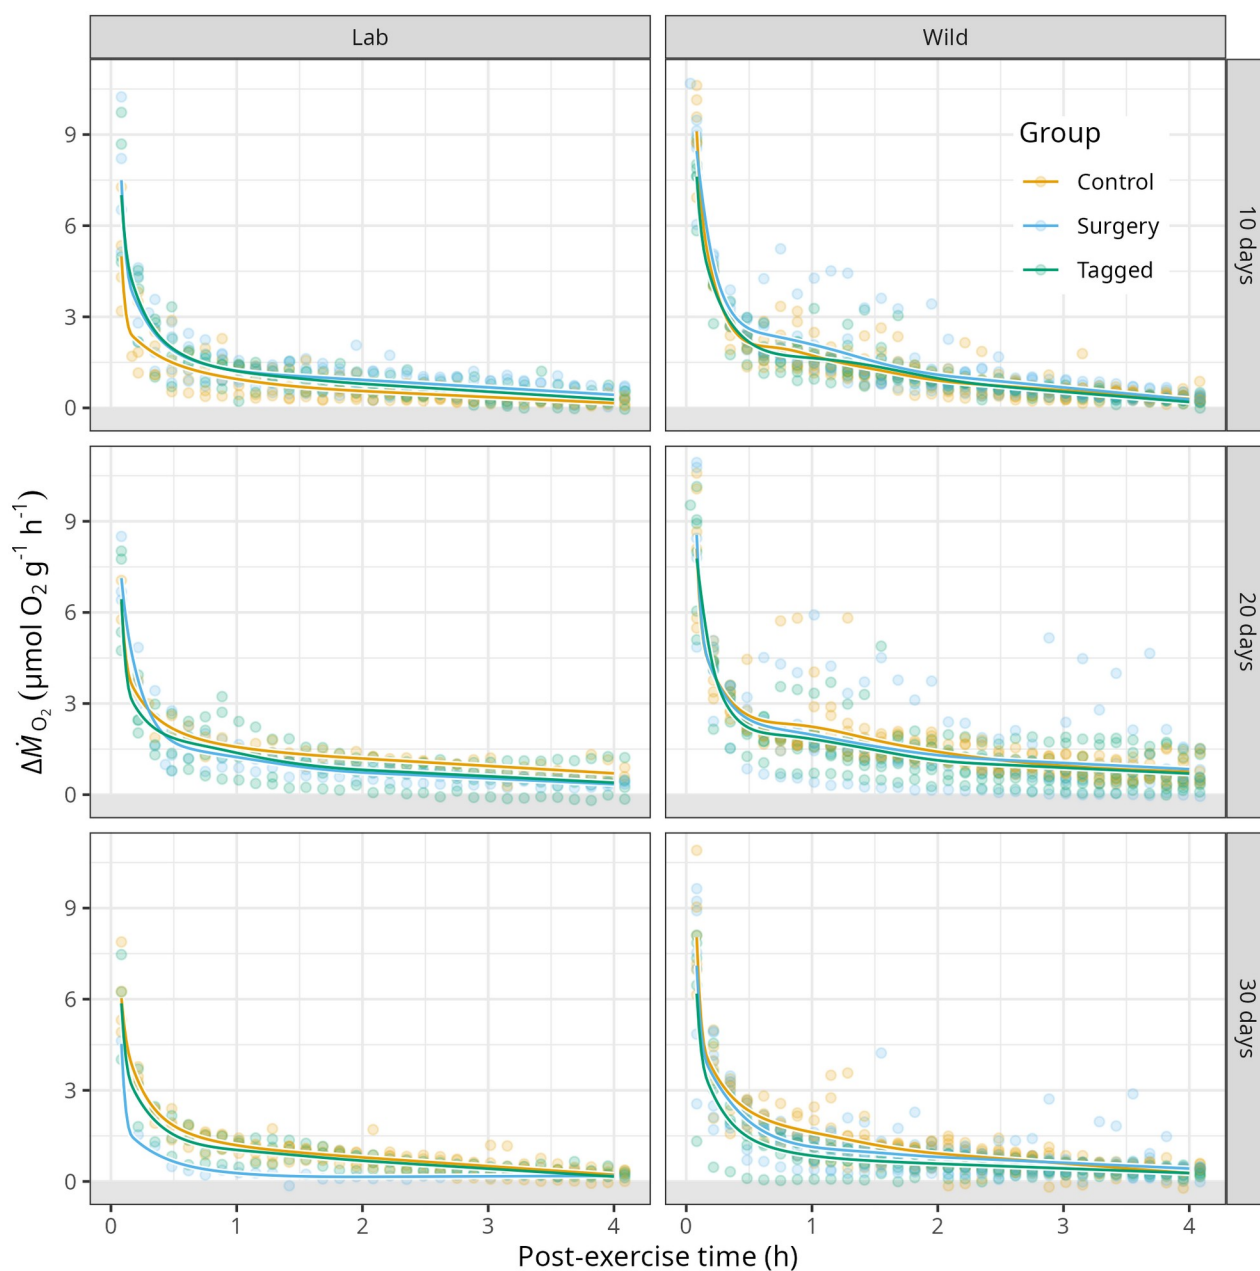 Lab
Wild
9
6
3
0
Group
Control
Surgery
Tagged
10 days
9
6
3
0
20 days
ΔṀO₂ (μmol O₂ g⁻¹ h⁻¹)
9
6
3
0
30 days
0 1 2 3 4
0 1 2 3 4
Post-exercise time (h)